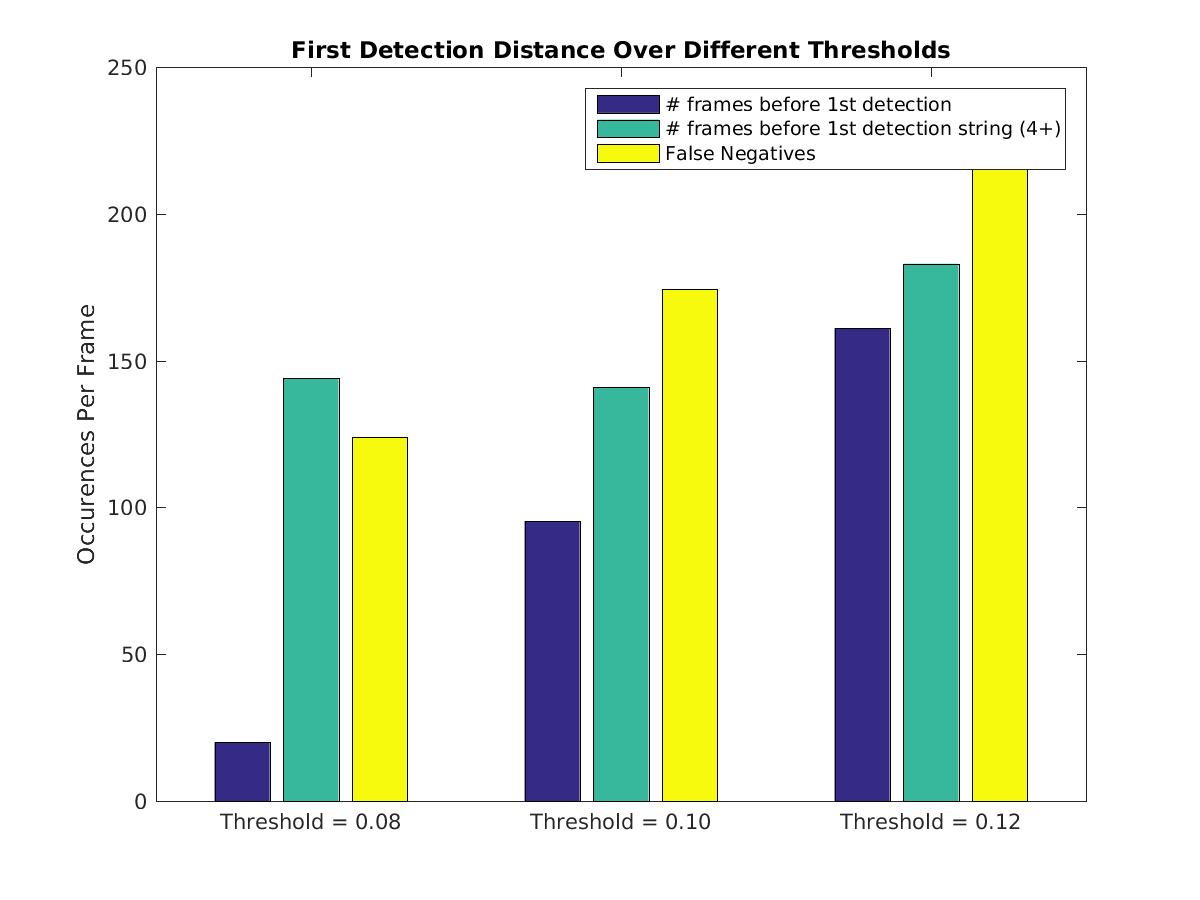 First Detection Distance Over Different Thresholds
250
200
150
100
50
0
Occurences Per Frame
# frames before 1st detection
# frames before 1st detection string (4+)
False Negatives
Threshold = 0.08
Threshold = 0.10
Threshold = 0.12